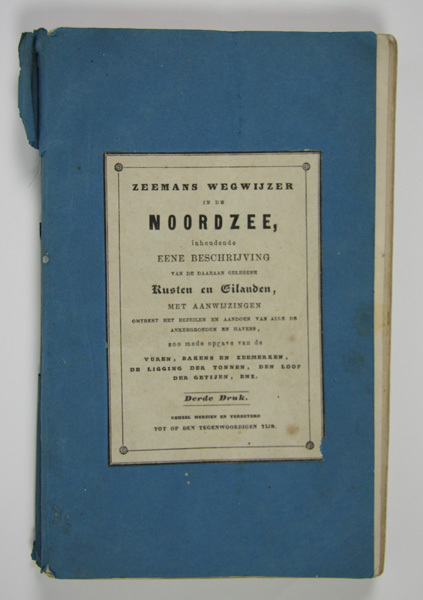 ZEEMANS WEGWIJZER
IN DE
NOORDZEE,
inhoudende
EENE BESCHRIJVING
VAN DE DAARAAN GELEGENE
Kusten en Eilanden,
MET AANWIJZINGEN
OMTRENT HET BEZEILEN EN AANDOEN VAN ALLE DE
ANKERGRONDEN EN HAVENS,
zoo mede opgave van de
VUREN, BAKENS EN ZEEMERKEN,
DE LIGGING DER TONNEN, DEN LOOP
DER GETIJEN, ENZ.
Derde Druk.
GEHEEL HERZIEN EN VERBETERD
TOT OP DEN TEGENWOORDIGEN TIJD.